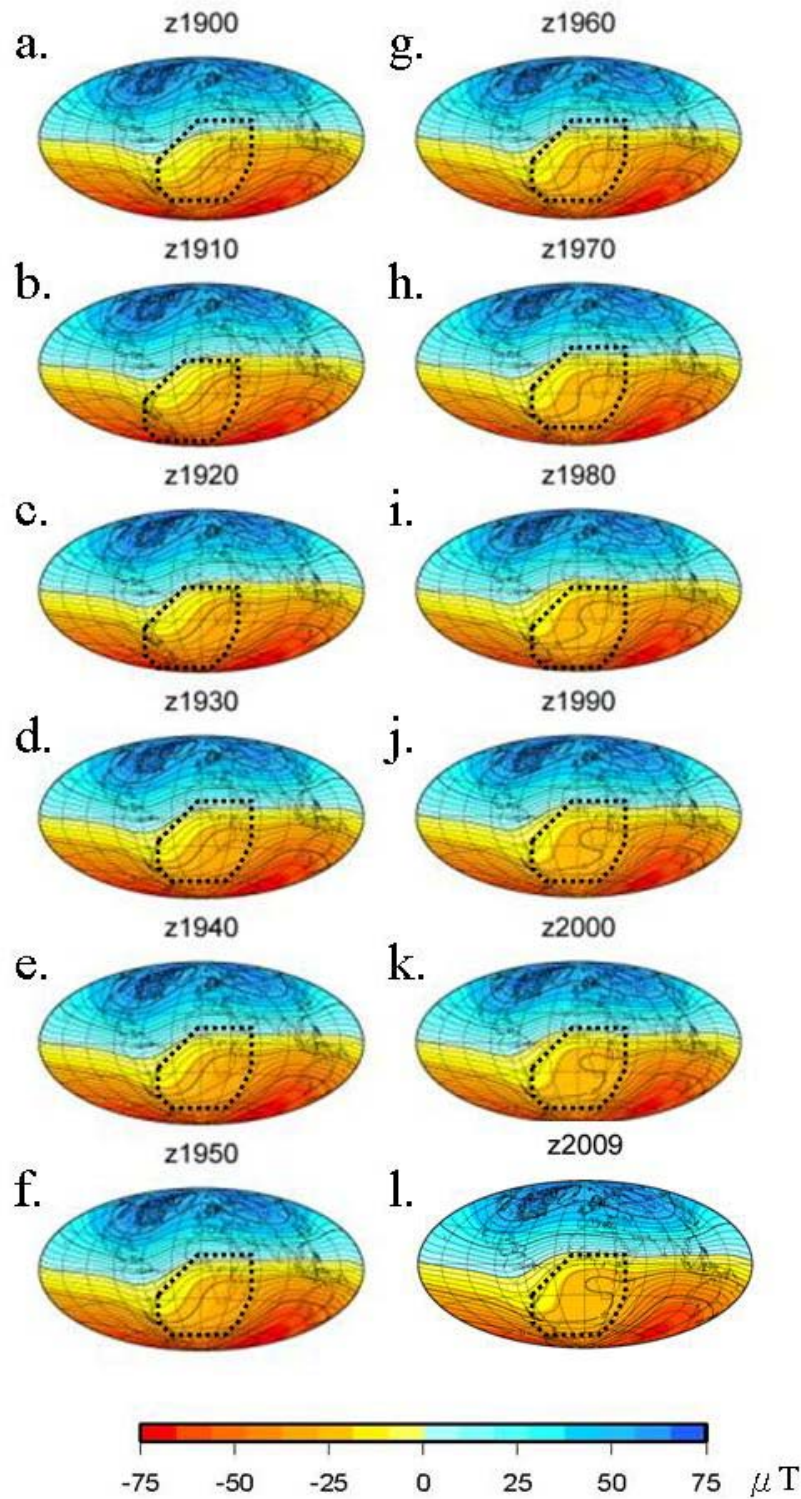 z1900
z1960
a.
g.
z1910
z1970
b.
h.
z1920
z1980
c.
i.
z1930
z1990
d.
j.
z1940
z2000
e.
k.
z1950
z2009
f.
l.
-75 -50 -25 0 25 50 75 μT